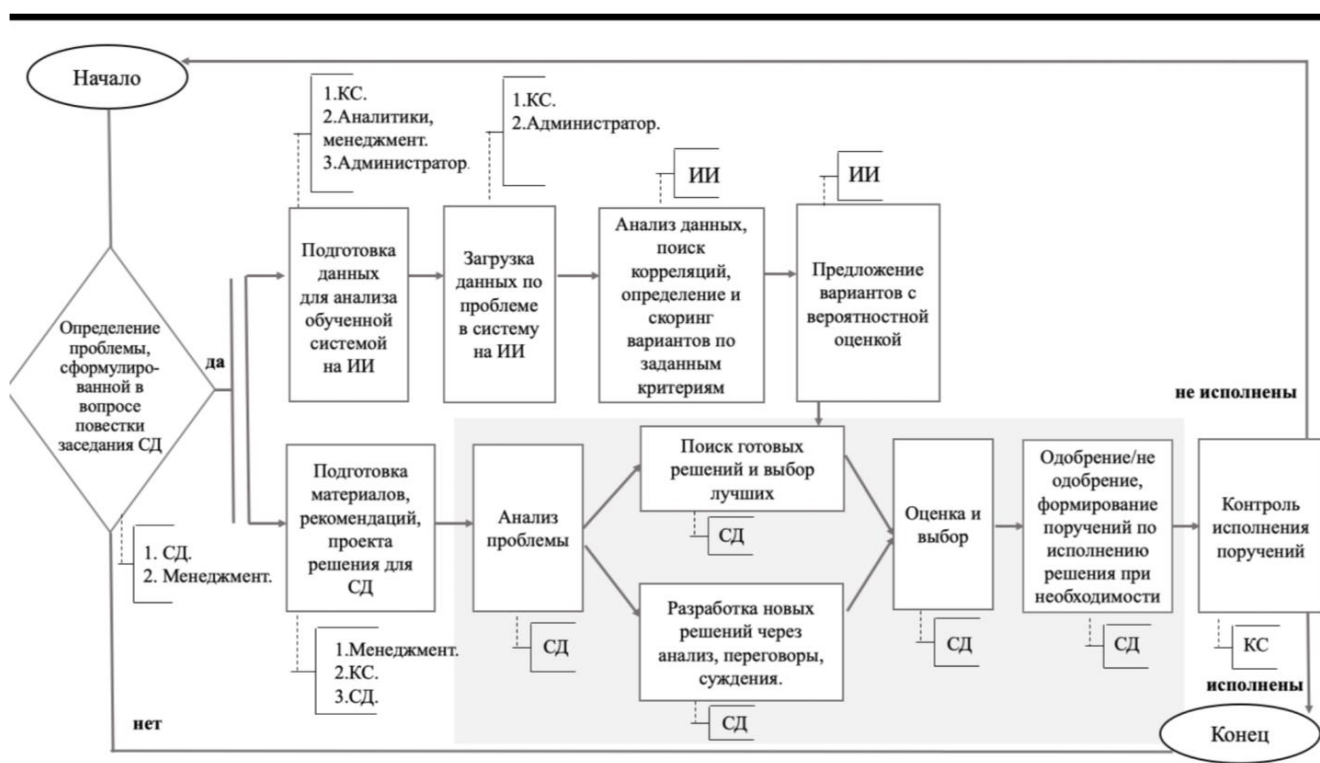 Начало
1.КС.
2.Аналитики,
менеджмент.
3.Администратор.
1.КС.
2.Администратор.
ИИ
ИИ
Определение
проблемы,
сформулиро-
ванной в
вопросе
повестки
заседания СД
да
Подготовка
данных
для анализа
обученной
системой
на ИИ
Загрузка
данных по
проблеме
в систему
на ИИ
Анализ данных,
поиск
корреляций,
определение и
скоринг
вариантов по
заданным
критериям
Предложение
вариантов с
вероятностной
оценкой
не исполнены
1. СД.
2. Менеджмент.
Подготовка
материалов,
рекомендаций,
проекта
решения для
СД
1.Менеджмент.
2.КС.
3.СД.
Анализ
проблемы
СД
Поиск готовых
решений и выбор
лучших
СД
Разработка новых
решений через
анализ, переговоры,
суждения.
СД
Оценка и
выбор
СД
Одобрение/не
одобрение,
формирование
поручений по
исполнению
решения при
необходимости
СД
Контроль
исполнения
поручений
КС
исполнены
нет
Конец